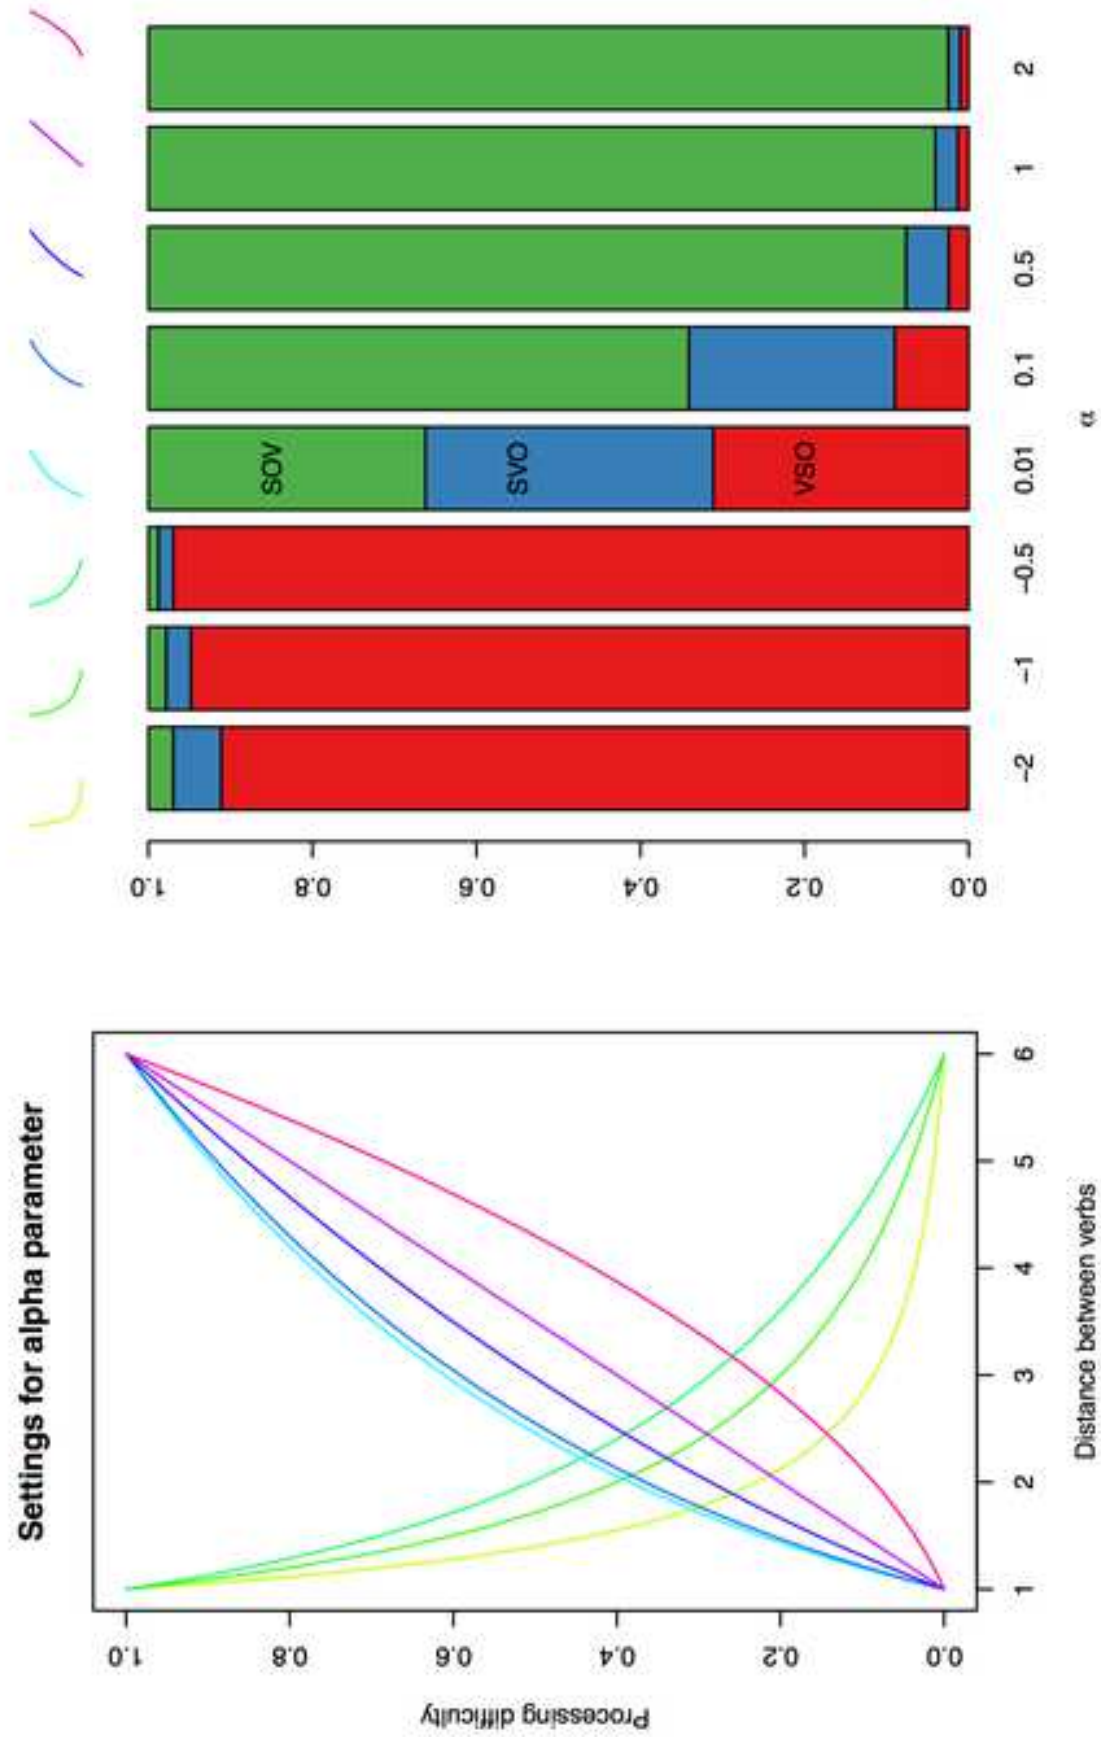 Settings for alpha parameter
Processing difficulty
1.0
0.8
0.6
0.4
0.2
0.0
1 2 3 4 5 6
Distance between verbs
1.0
0.8
0.6
0.4
0.2
0.0
SOV
SVO
VSO
−2 −1 −0.5 0.01 0.1 0.5 1 2
α